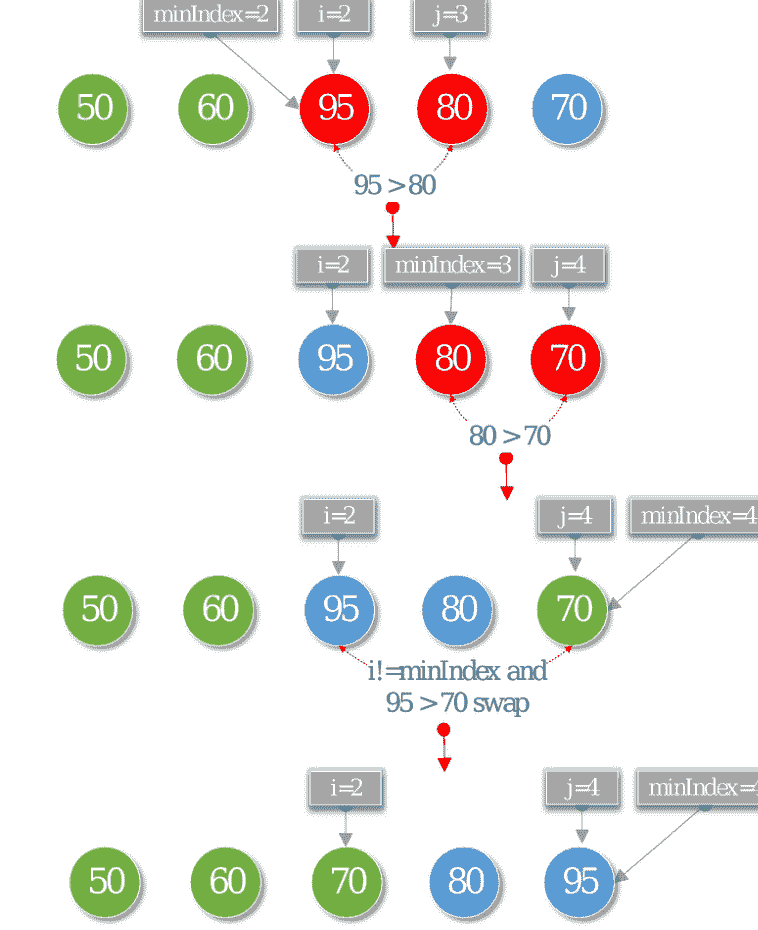 minIndex=2 i=2 j=3
50 60 95 80 70
95 > 80
i=2 minIndex=3 j=4
50 60 95 80 70
80 > 70
i=2 j=4 minIndex=4
50 60 95 80 70
i!=minIndex and
95 > 70 swap
i=2 j=4 minIndex=4
50 60 70 80 95